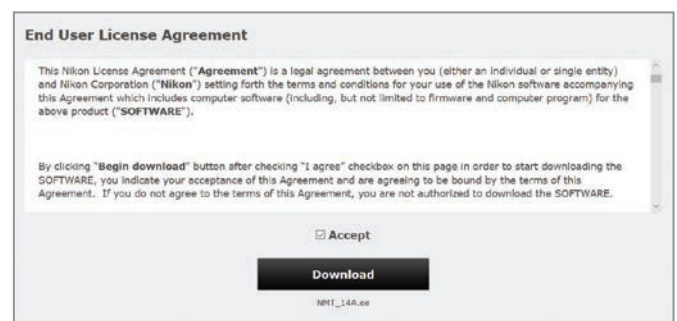 End User License Agreement
This Nikon License Agreement ("Agreement") is a legal agreement between you (either an individual or single entity)
and Nikon Corporation ("Nikon") setting forth the terms and conditions for your use of the Nikon software accompanying
this Agreement which includes computer software (including, but not limited to firmware and computer program) for the
above product ("SOFTWARE").
By clicking "Begin download" button after checking "I agree" checkbox on this page in order to start downloading the
SOFTWARE, you indicate your acceptance of this Agreement and are agreeing to be bound by the terms of this
Agreement. If you do not agree to the terms of this Agreement, you are not authorized to download the SOFTWARE.
Accept
Download
NMT_14A.ee